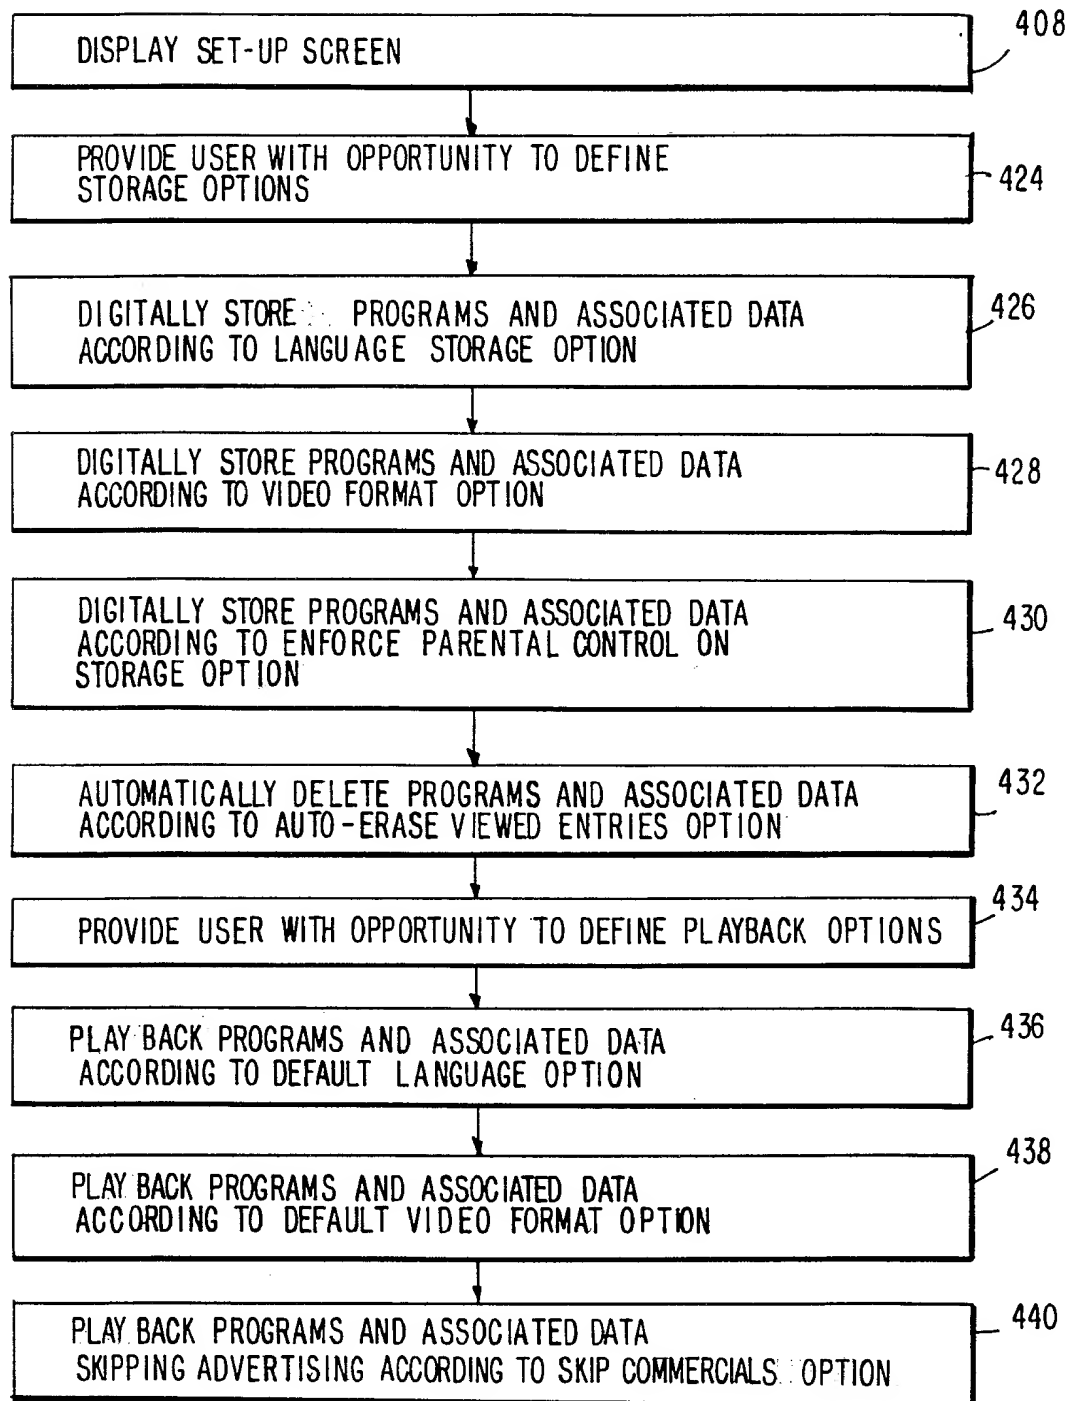 408
DISPLAY SET-UP SCREEN
PROVIDE USER WITH OPPORTUNITY TO DEFINE
STORAGE OPTIONS
424
DIGITALLY STORE PROGRAMS AND ASSOCIATED DATA
ACCORDING TO LANGUAGE STORAGE OPTION
426
DIGITALLY STORE PROGRAMS AND ASSOCIATED DATA
ACCORDING TO VIDEO FORMAT OPTION
428
DIGITALLY STORE PROGRAMS AND ASSOCIATED DATA
ACCORDING TO ENFORCE PARENTAL CONTROL ON
STORAGE OPTION
430
AUTOMATICALLY DELETE PROGRAMS AND ASSOCIATED DATA
ACCORDING TO AUTO-ERASE VIEWED ENTRIES OPTION
432
PROVIDE USER WITH OPPORTUNITY TO DEFINE PLAYBACK OPTIONS
434
PLAY BACK PROGRAMS AND ASSOCIATED DATA
ACCORDING TO DEFAULT LANGUAGE OPTION
436
PLAY BACK PROGRAMS AND ASSOCIATED DATA
ACCORDING TO DEFAULT VIDEO FORMAT OPTION
438
PLAY BACK PROGRAMS AND ASSOCIATED DATA
SKIPPING ADVERTISING ACCORDING TO SKIP COMMERCIALS OPTION
440